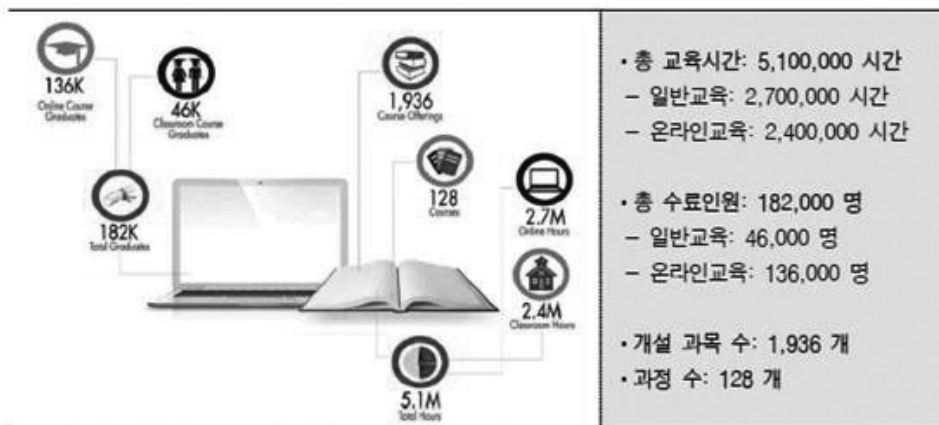 136K
Online Course
Graduates
46K
Classroom Course
Graduates
182K
Total Graduates
1,936
Course Offerings
128
Courses
2.7M
Online Hours
2.4M
Classroom Hours
5.1M
Total Hours
• 총 교육시간: 5,100,000 시간
- 일반교육: 2,700,000 시간
- 온라인교육: 2,400,000 시간
• 총 수료인원: 182,000 명
- 일반교육: 46,000 명
- 온라인교육: 136,000 명
• 개설 과목 수: 1,936 개
• 과정 수: 128 개